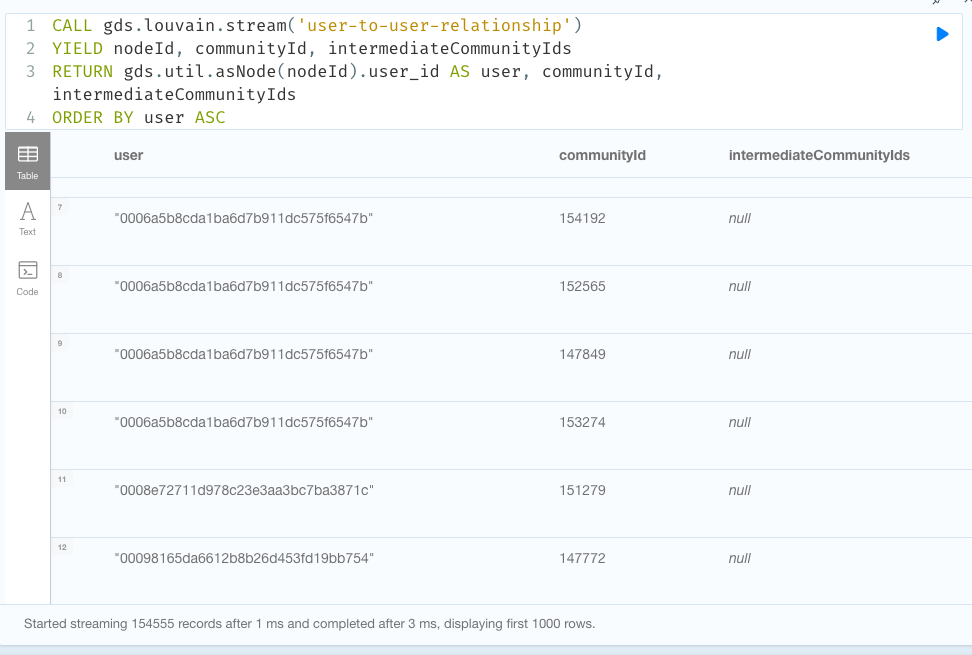 1 CALL gds.louvain.stream('user-to-user-relationship')
2 YIELD nodeId, communityId, intermediateCommunityIds
3 RETURN gds.util.asNode(nodeId).user_id AS user, communityId,
intermediateCommunityIds
4 ORDER BY user ASC
Table
Text
Code
user communityId intermediateCommunityIds
7 "0006a5b8cda1ba6d7b911dc575f6547b" 154192 null
8 "0006a5b8cda1ba6d7b911dc575f6547b" 152565 null
9 "0006a5b8cda1ba6d7b911dc575f6547b" 147849 null
10 "0006a5b8cda1ba6d7b911dc575f6547b" 153274 null
11 "0008e72711d978c23e3aa3bc7ba3871c" 151279 null
12 "00098165da6612b8b26d453fd19bb754" 147772 null
Started streaming 154555 records after 1 ms and completed after 3 ms, displaying first 1000 rows.